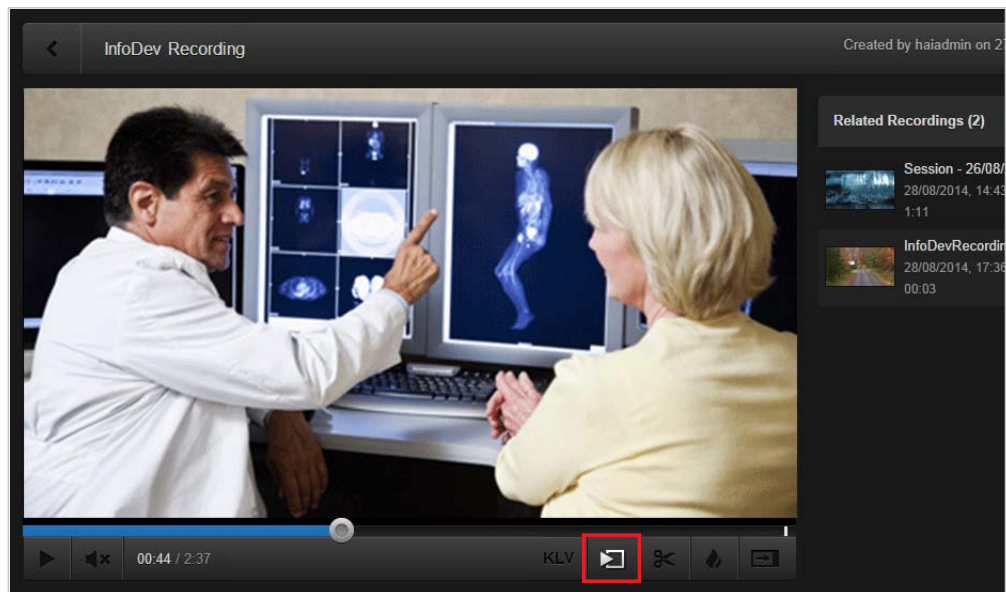 InfoDev Recording
Created by haiadmin on 2
Related Recordings (2)
Session - 26/08/
28/08/2014, 14:43
1:11
InfoDevRecordin
28/08/2014, 17:36
00:03
00:44 / 2:37
KLV